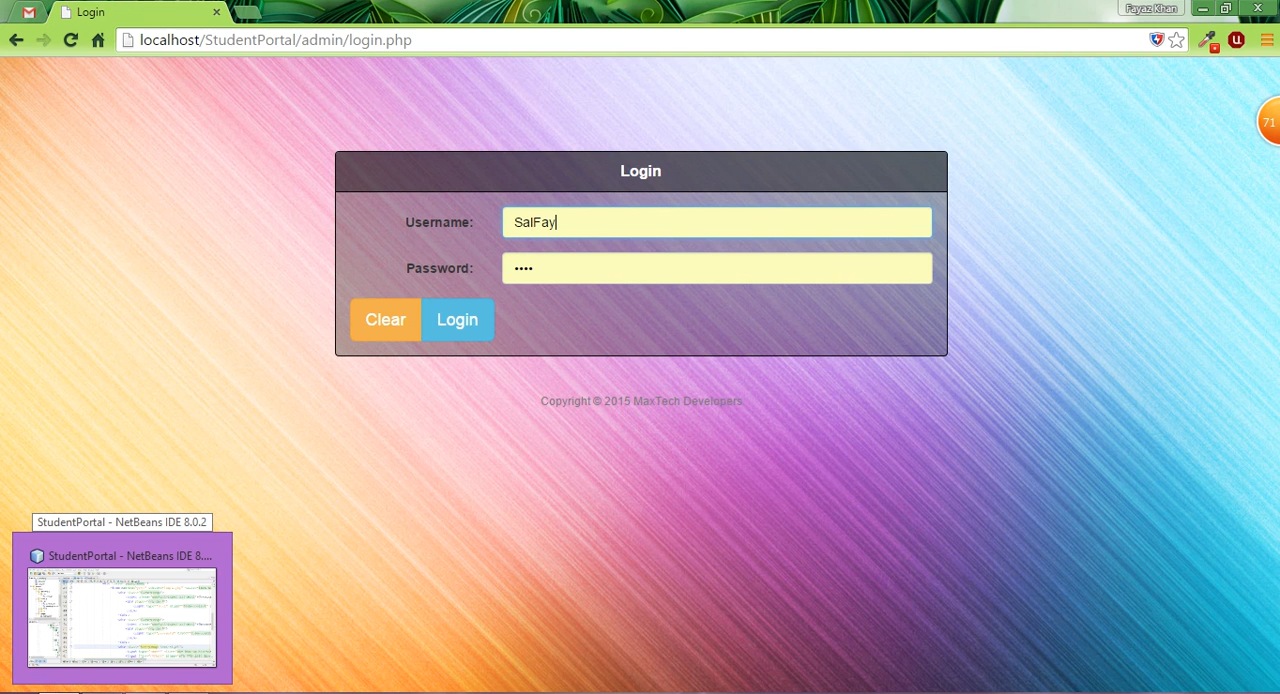 Login
Fayaz Khan
localhost/StudentPortal/admin/login.php
71
Login
Username: SalFay
Password: ••••
Clear Login
Copyright © 2015 MaxTech Developers.
StudentPortal - NetBeans IDE 8.0.2
StudentPortal - NetBeans IDE 8....